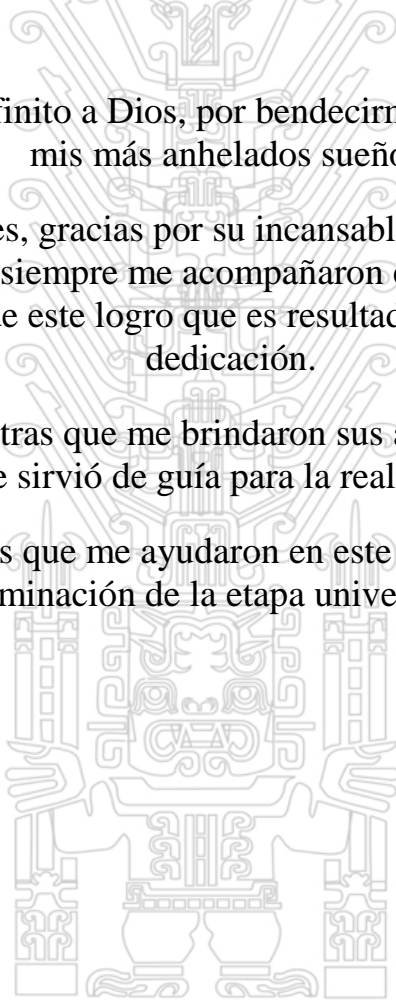 finito a Dios, por bendecirm
mis más anhelados sueño
es, gracias por su incansabl
siempre me acompañaron
de este logro que es resultad
dedicación.
tras que me brindaron sus a
e sirvió de guía para la real
s que me ayudaron en este
minación de la etapa unive